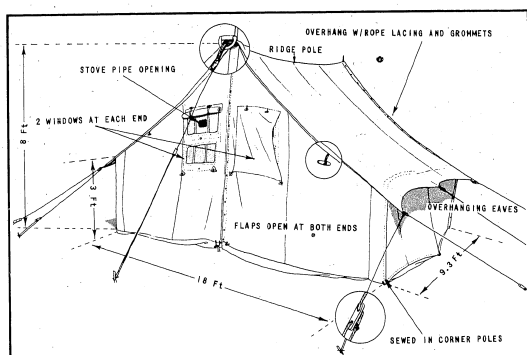 OVERHANG W/ROPE LACING AND GROMMETS
RIDGE POLE
STOVE PIPE OPENING
2 WINDOWS AT EACH END
8 Ft
3 Ft
OVERHANGING EAVES
FLAPS OPEN AT BOTH ENDS
9.3 Ft
18 Ft
SEWED IN CORNER POLES